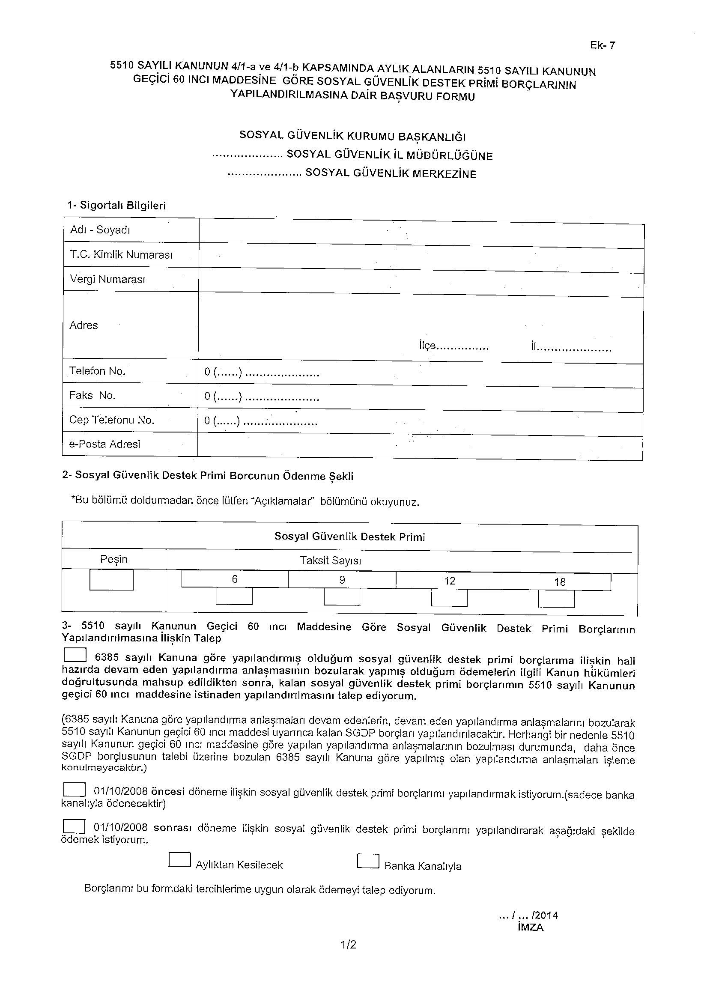 Ek- 7
5510 SAYILI KANUNUN 4/1-a ve 4/1-b KAPSAMINDA AYLIK ALANLARIN 5510 SAYILI KANUNUN
GEÇİCİ 60 INCI MADDESİNE GÖRE SOSYAL GÜVENLİK DESTEK PRİMİ BORÇLARININ
YAPILANDIRILMASINA DAİR BAŞVURU FORMU
SOSYAL GÜVENLİK KURUMU BAŞKANLIĞI
.................... SOSYAL GÜVENLİK İL MÜDÜRLÜĞÜNE
..................... SOSYAL GÜVENLİK MERKEZİNE
1- Sigortalı Bilgileri
Adı - Soyadı
T.C. Kimlik Numarası
Vergi Numarası
Adres
İlçe............... İl.....................
Telefon No. 0 (......) .....................
Faks No. 0 (......) .....................
Cep Telefonu No. 0 (......) .....................
e-Posta Adresi
2- Sosyal Güvenlik Destek Primi Borcunun Ödenme Şekli
*Bu bölümü doldurmadan önce lütfen “Açıklamalar” bölümünü okuyunuz.
Sosyal Güvenlik Destek Primi
Peşin Taksit Sayısı
6 9 12 18
3- 5510 sayılı Kanunun Geçici 60 ıncı Maddesine Göre Sosyal Güvenlik Destek Primi Borçlarının
Yapılandırılmasına İlişkin Talep
6385 sayılı Kanuna göre yapılandırmış olduğum sosyal güvenlik destek primi borçlarıma ilişkin hali
hazırda devam eden yapılandırma anlaşmasının bozularak yapmış olduğum ödemelerin ilgili Kanun hükümleri
doğrultusunda mahsup edildikten sonra, kalan sosyal güvenlik destek primi borçlarımın 5510 sayılı Kanunun
geçici 60 ıncı maddesine istinaden yapılandırılmasını talep ediyorum.
(6385 sayılı Kanuna göre yapılandırma anlaşmaları devam edenlerin, devam eden yapılandırma anlaşmalarını bozularak
5510 sayılı Kanunun geçici 60 ıncı maddesi uyarınca kalan SGDP borçları yapılandırılacaktır. Herhangi bir nedenle 5510
sayılı Kanunun geçici 60 ıncı maddesine göre yapılan yapılandırma anlaşmalarının bozulması durumunda, daha önce
SGDP borçlusunun talebi üzerine bozulan 6385 sayılı Kanuna göre yapılmış olan yapılandırma anlaşmaları işleme
konulmayacaktır.)
01/10/2008 öncesi döneme ilişkin sosyal güvenlik destek primi borçlarımı yapılandırmak istiyorum.(sadece banka
kanalıyla ödenecektir)
01/10/2008 sonrası döneme ilişkin sosyal güvenlik destek primi borçlarımı yapılandırarak aşağıdaki şekilde
ödemek istiyorum.
Aylıktan Kesilecek Banka Kanalıyla
Borçlarımı bu formdaki tercihlerime uygun olarak ödemeyi talep ediyorum.
... / ... /2014
İMZA
1/2